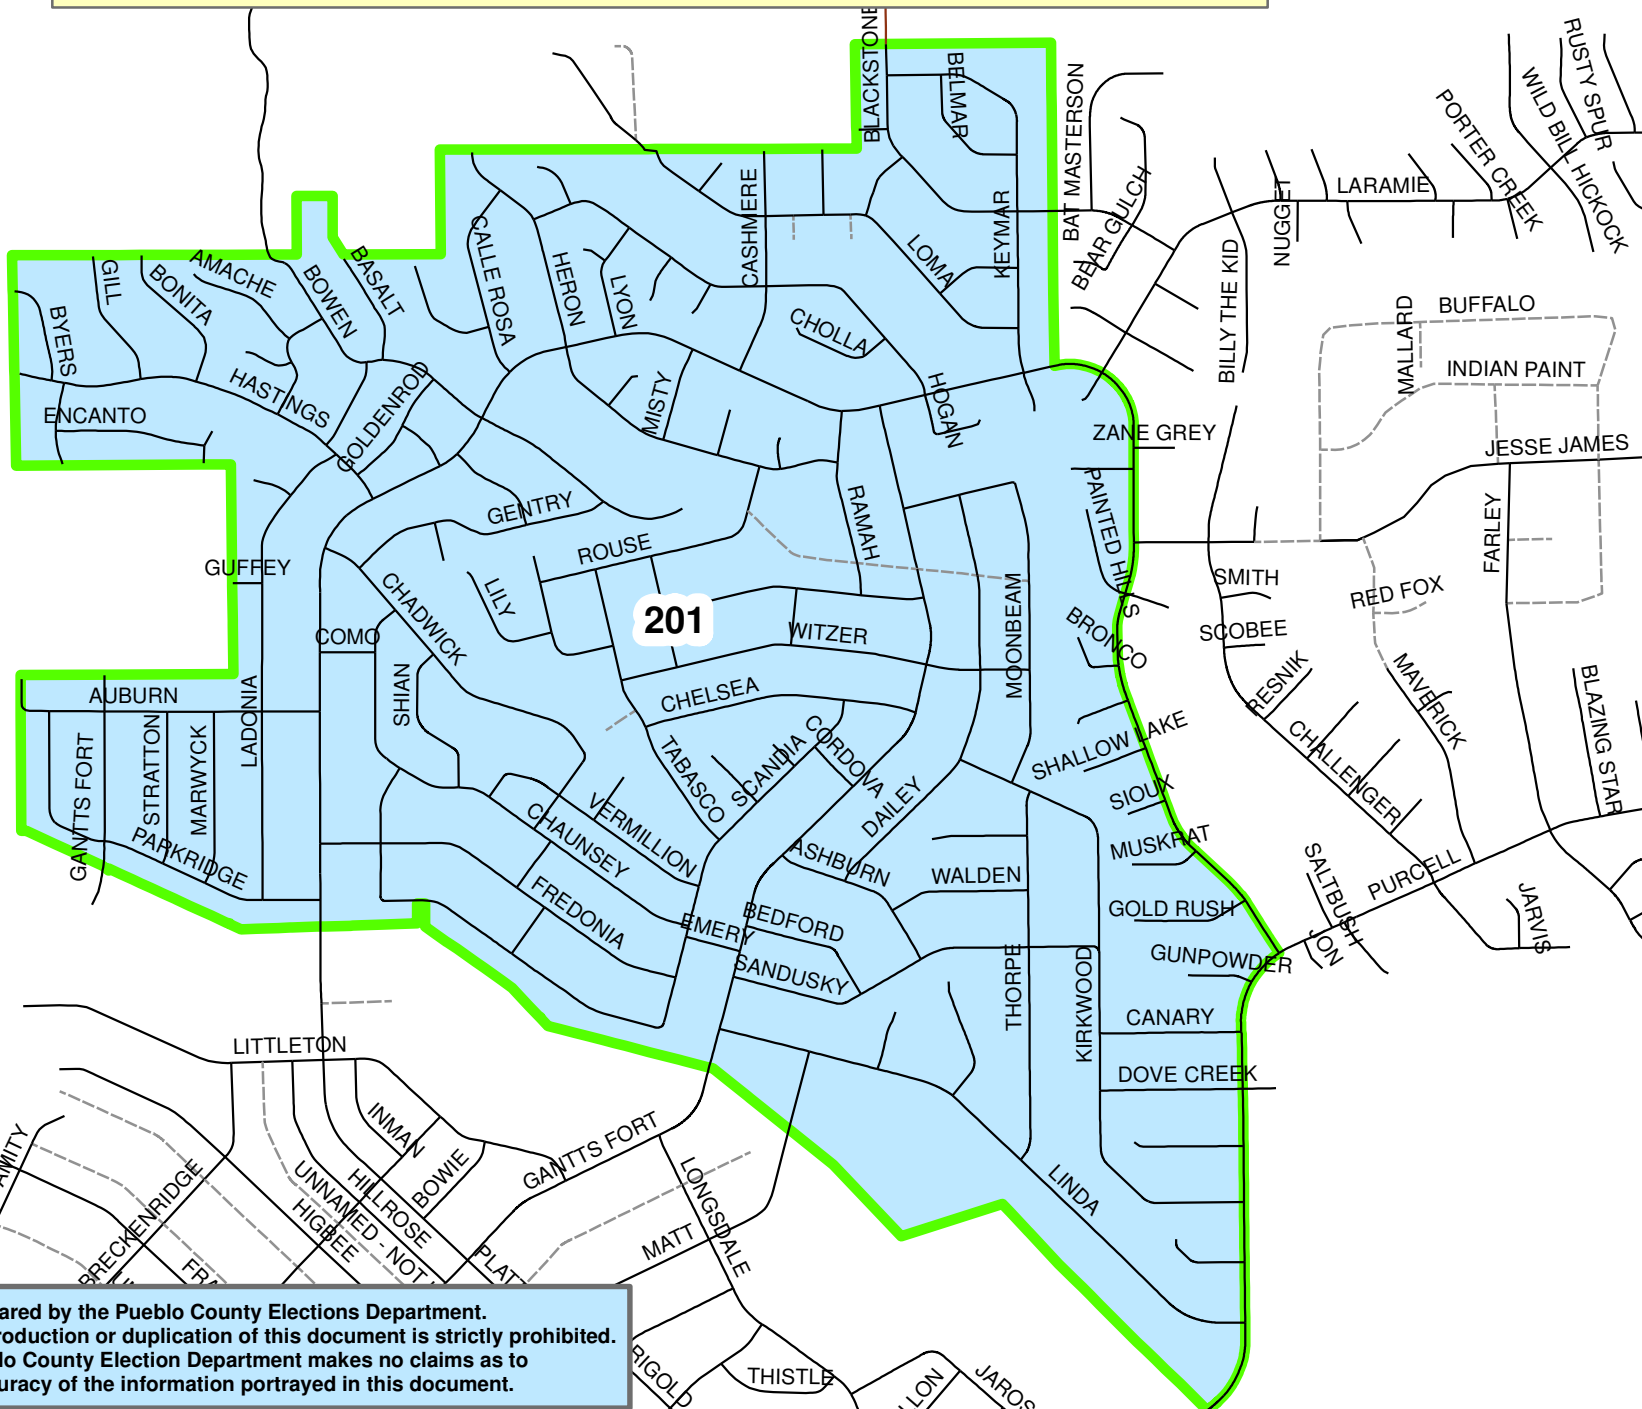 BLACKSTONE
BELMAR
BAT MASTERSON
RUSTY SPUR
WILD BILL HICKOCK
PORTER CREEK
LARAMIE
NUGGET
BEAR GULCH
BILLY THE KID
KEYMAR
LOMA
CASHMERE
CALLE ROSA
HERON
LYON
CHOLLA
AMACHE
BASALT
BOWEN
GILL
BONITA
BYERS
HASTINGS
GOLDENROD
ENCANTO
MISTY
HOGAN
BUFFALO
MALLARD
INDIAN PAINT
JESSE JAMES
ZANE GREY
PAINTED HILLS
FARLEY
GENTRY
ROUSE
RAMAH
GUFFEY
LILY
CHADWICK
COMO
201
WITZER
MOONBEAM
BRONCO
SMITH
SCOBEE
RED FOX
RESNIK
MAVERICK
BLAZING STAR
CHALLENGER
AUBURN
SHIAN
CHELSEA
LADONIA
GANTTS FORT
STRATTON
MARWYCK
PARKRIDGE
TABASCO
SCANDIA
CORDOVA
DAILEY
SHALLOW LAKE
SIOUX
MUSKRAT
VERMILLION
CHAUNSEY
FREDONIA
ASHBURN
WALDEN
BEDFORD
EMERY
SANDUSKY
GOLD RUSH
GUNPOWDER
SALTBUSH
JON
PURCELL
JARVIS
THORPE
KIRKWOOD
CANARY
DOVE CREEK
LINDA
LITTLETON
INMAN
BOWIE
GANTTS FORT
HILLROSE
UNNAMED - NOT
HIGBEE
BRECKENRIDGE
AMITY
FRA
PLATT
LONGSDALE
MATT
RIGOLD
THISTLE
LLON
JAROS
ared by the Pueblo County Elections Department.
roduction or duplication of this document is strictly prohibited.
lo County Election Department makes no claims as to
uracy of the information portrayed in this document.